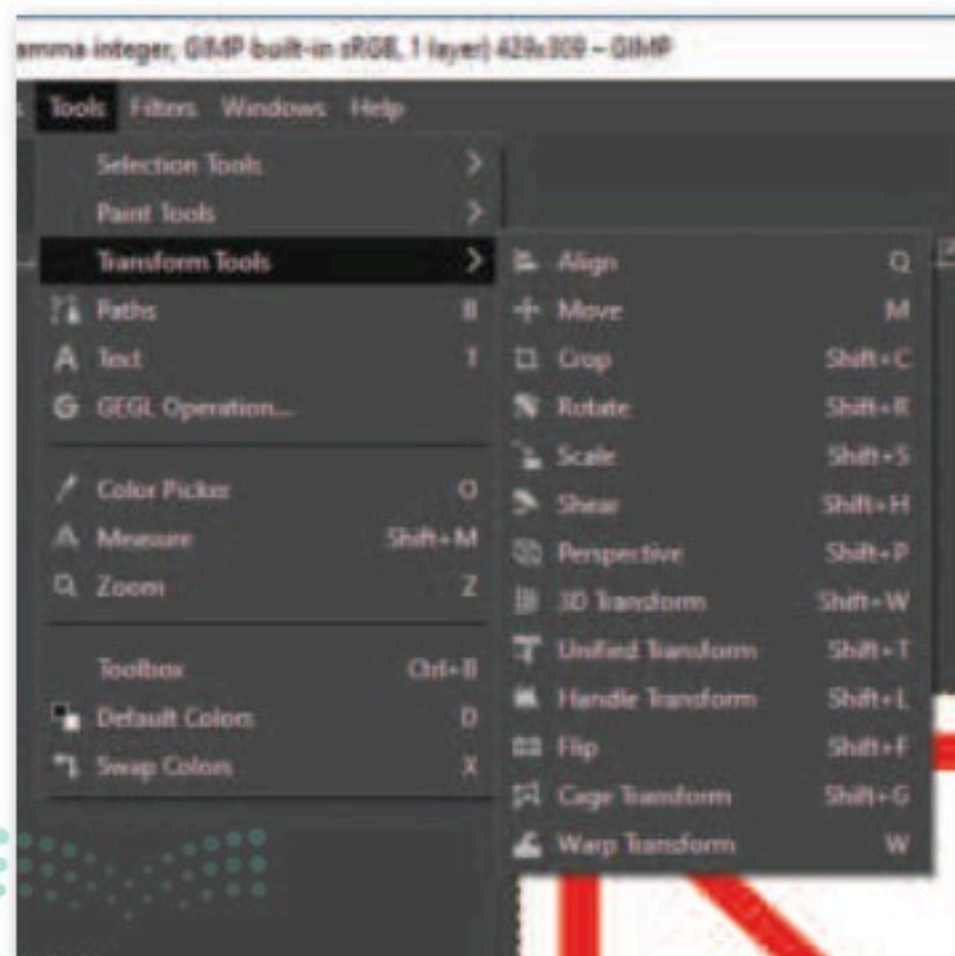 amma integer, GIMP built-in sRGB, 1 layer) 429x309 – GIMP
Tools Filters Windows Help
Selection Tools
Paint Tools
Transform Tools
Paths B
Text T
GEGL Operation...
Color Picker O
Measure Shift+M
Zoom Z
Toolbox Ctrl+B
Default Colors D
Swap Colors X
Align Q
Move M
Crop Shift+C
Rotate Shift+R
Scale Shift+S
Shear Shift+H
Perspective Shift+P
3D Transform Shift+W
Unified Transform Shift+T
Handle Transform Shift+L
Flip Shift+F
Cage Transform Shift+G
Warp Transform W